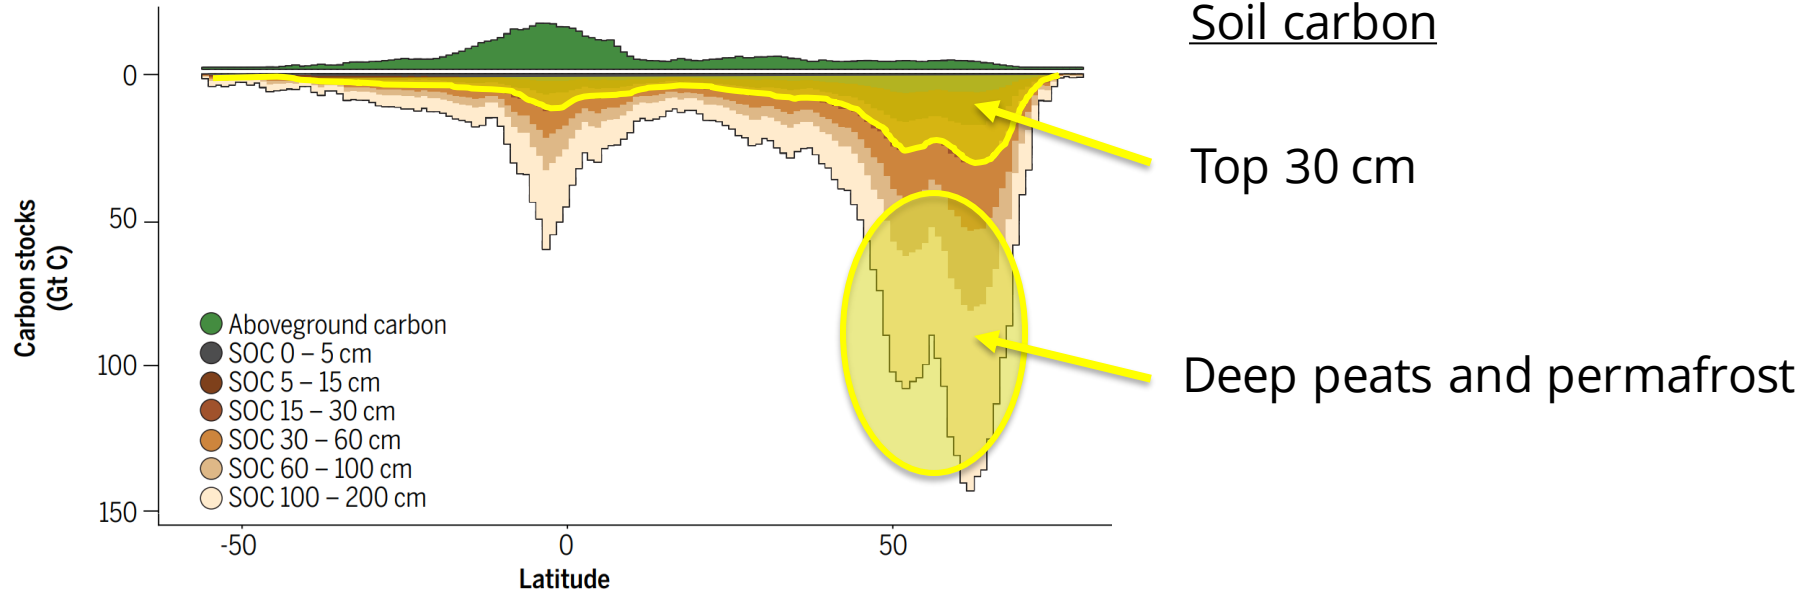 Soil carbon
Top 30 cm
Deep peats and permafrost
Carbon stocks
(Gt C)
0
50
100
150
Aboveground carbon
SOC 0 – 5 cm
SOC 5 – 15 cm
SOC 15 – 30 cm
SOC 30 – 60 cm
SOC 60 – 100 cm
SOC 100 – 200 cm
-50
0
50
Latitude